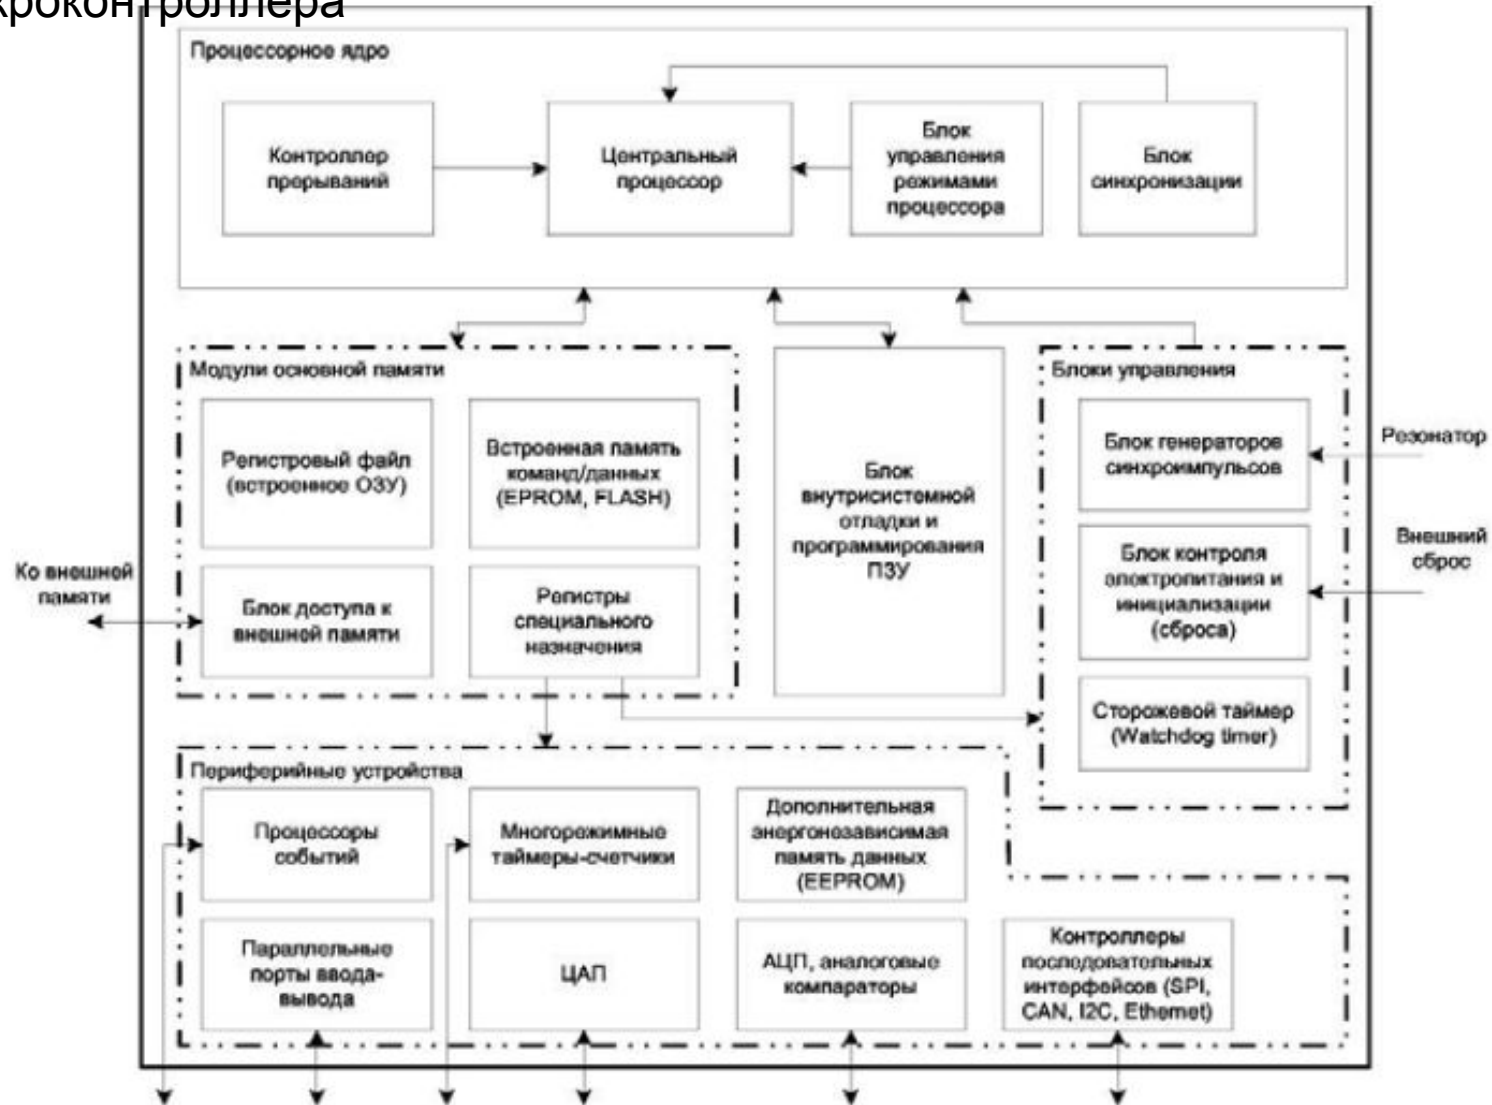 кроконтроллера
Процессорное ядро
Контроллер
прерываний
Центральный
процессор
Блок
управления
режимами
процессора
Блок
синхронизации
Модули основной памяти
Регистровый файл
(встроенное ОЗУ)
Встроенная память
команд/данных
(EPROM, FLASH)
Блок доступа к
внешней памяти
Регистры
специального
назначения
Ко внешней
памяти
Блок
внутрисистемной
отладки и
программирования
ПЗУ
Блоки управления
Блок генераторов
синхроимпульсов
Резонатор
Блок контроля
электропитания и
инициализации
(сброса)
Внешний
сброс
Сторожевой таймер
(Watchdog timer)
Периферийные устройства
Процессоры
событий
Многорежимные
таймеры-счетчики
Дополнительная
энергонезависимая
память данных
(EEPROM)
Параллельные
порты ввода-
вывода
ЦАП
АЦП, аналоговые
компараторы
Контроллеры
последовательных
интерфейсов (SPI,
CAN, I2C, Ethernet)